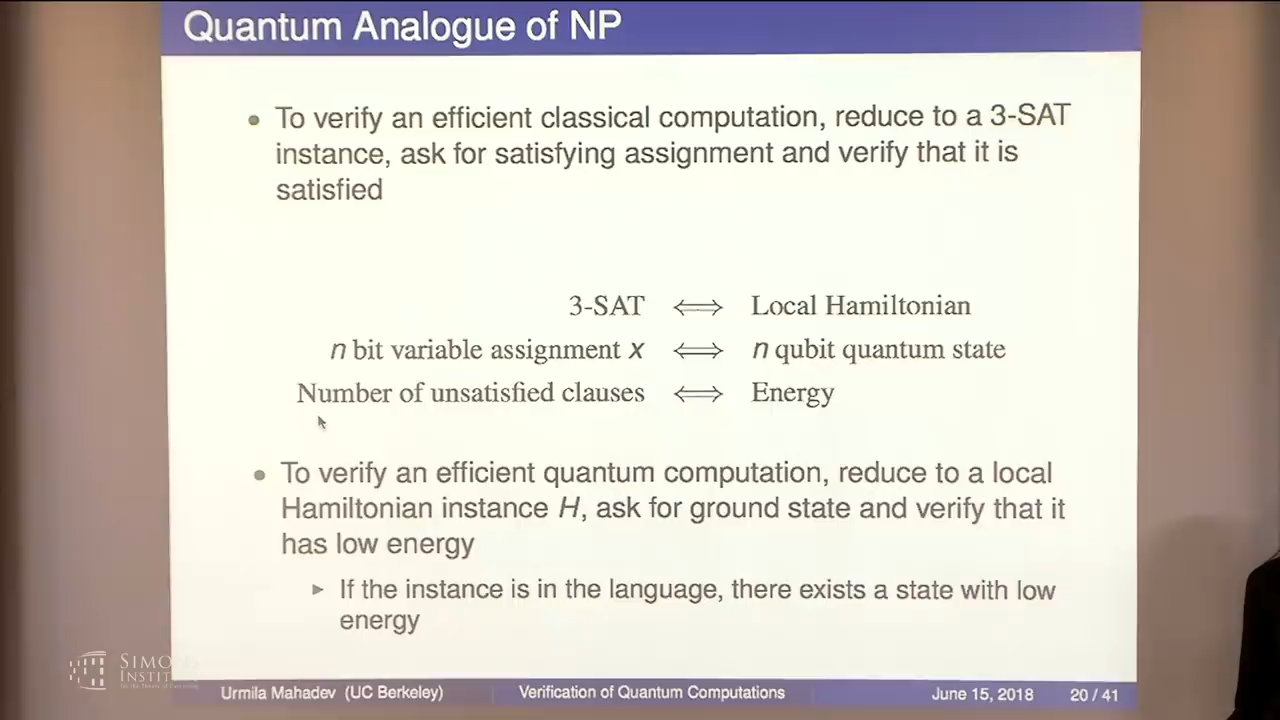 Quantum Analogue of NP
• To verify an efficient classical computation, reduce to a 3-SAT
instance, ask for satisfying assignment and verify that it is
satisfied
3-SAT ⟺ Local Hamiltonian
n bit variable assignment x ⟺ n qubit quantum state
Number of unsatisfied clauses ⟺ Energy
• To verify an efficient quantum computation, reduce to a local
Hamiltonian instance H, ask for ground state and verify that it
has low energy
▸ If the instance is in the language, there exists a state with low
energy
Urmila Mahadev (UC Berkeley) Verification of Quantum Computations June 15, 2018 20 / 41